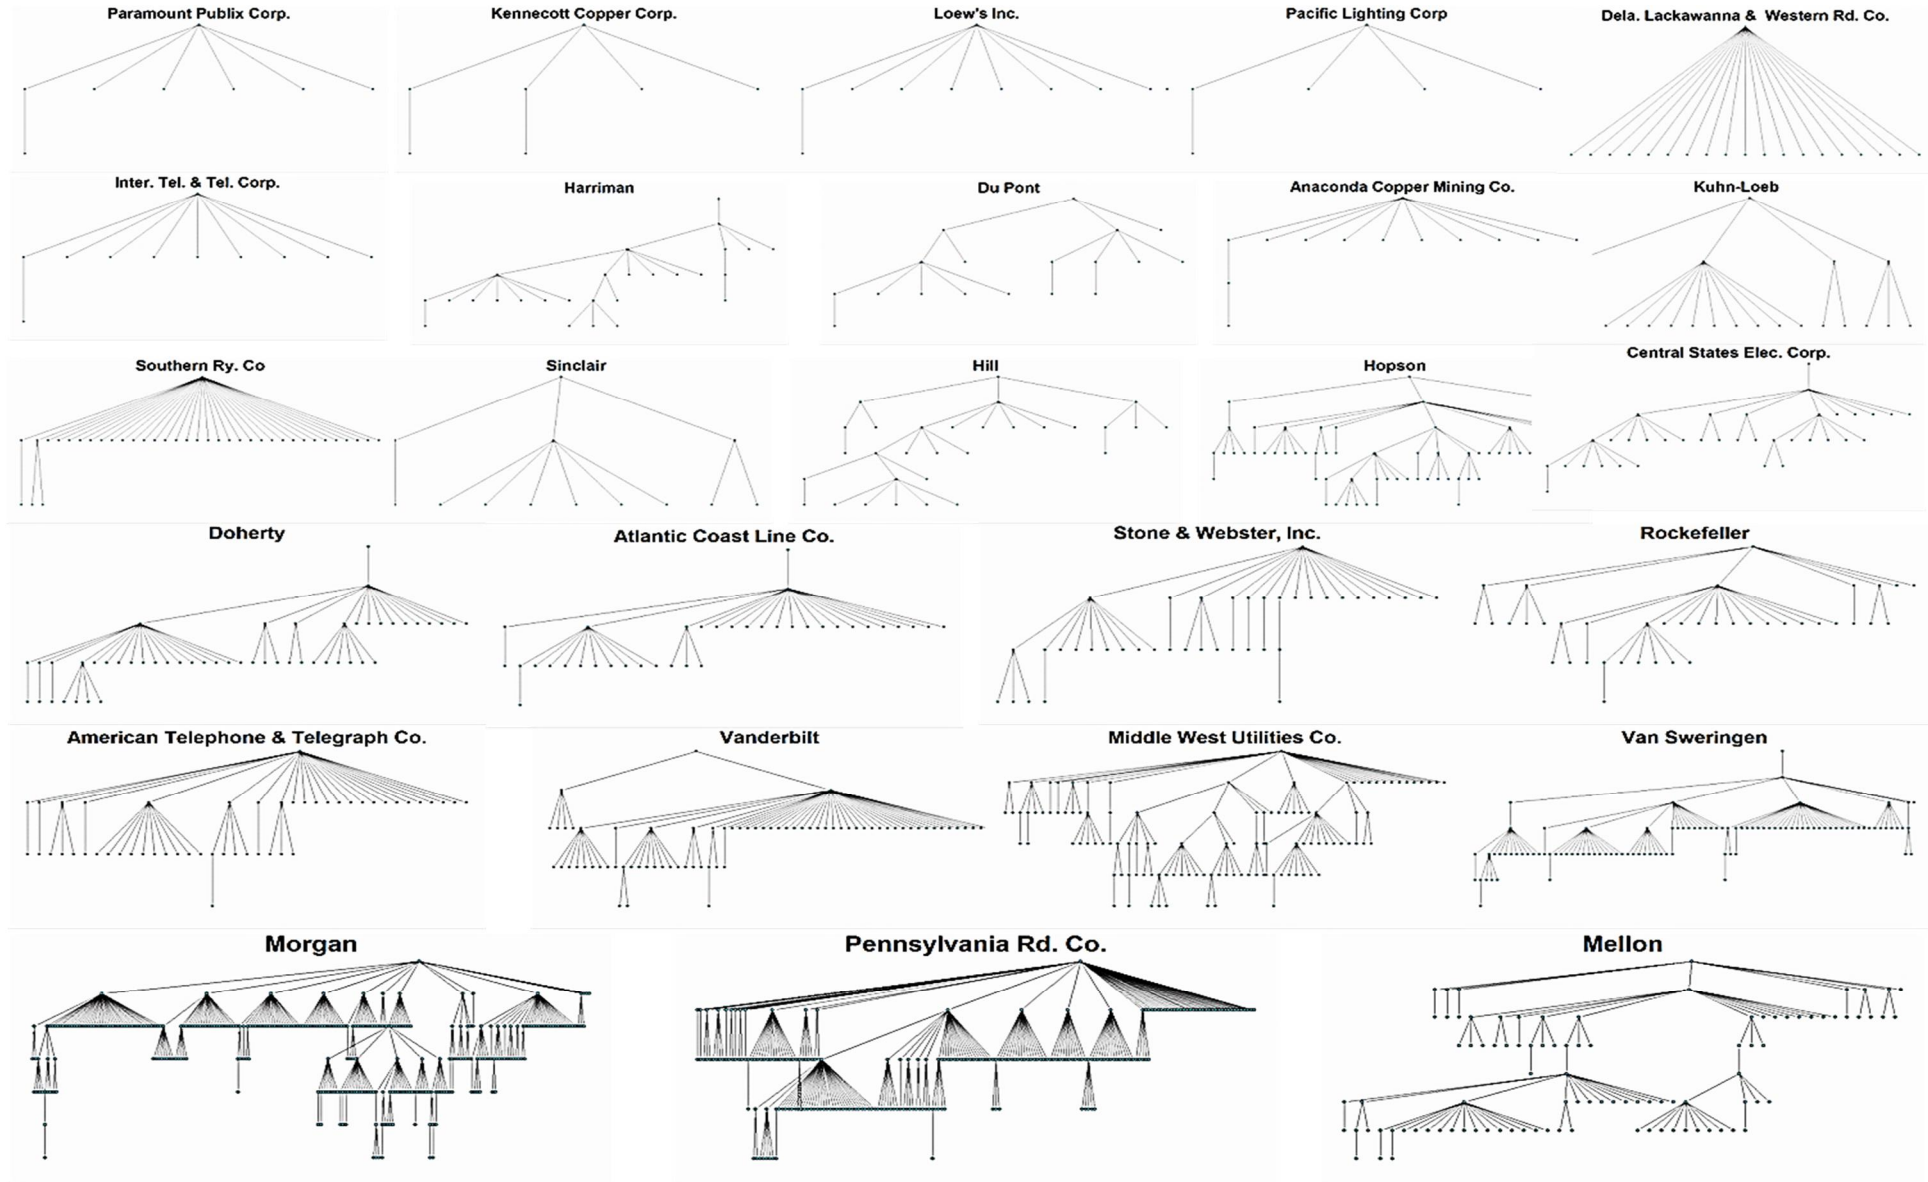 Paramount Publix Corp.
Kennecott Copper Corp.
Loew's Inc.
Pacific Lighting Corp
Dela. Lackawanna & Western Rd. Co.
Inter. Tel. & Tel. Corp.
Harriman
Du Pont
Anaconda Copper Mining Co.
Kuhn-Loeb
Southern Ry. Co
Sinclair
Hill
Hopson
Central States Elec. Corp.
Doherty
Atlantic Coast Line Co.
Stone & Webster, Inc.
Rockefeller
American Telephone & Telegraph Co.
Vanderbilt
Middle West Utilities Co.
Van Sweringen
Morgan
Pennsylvania Rd. Co.
Mellon